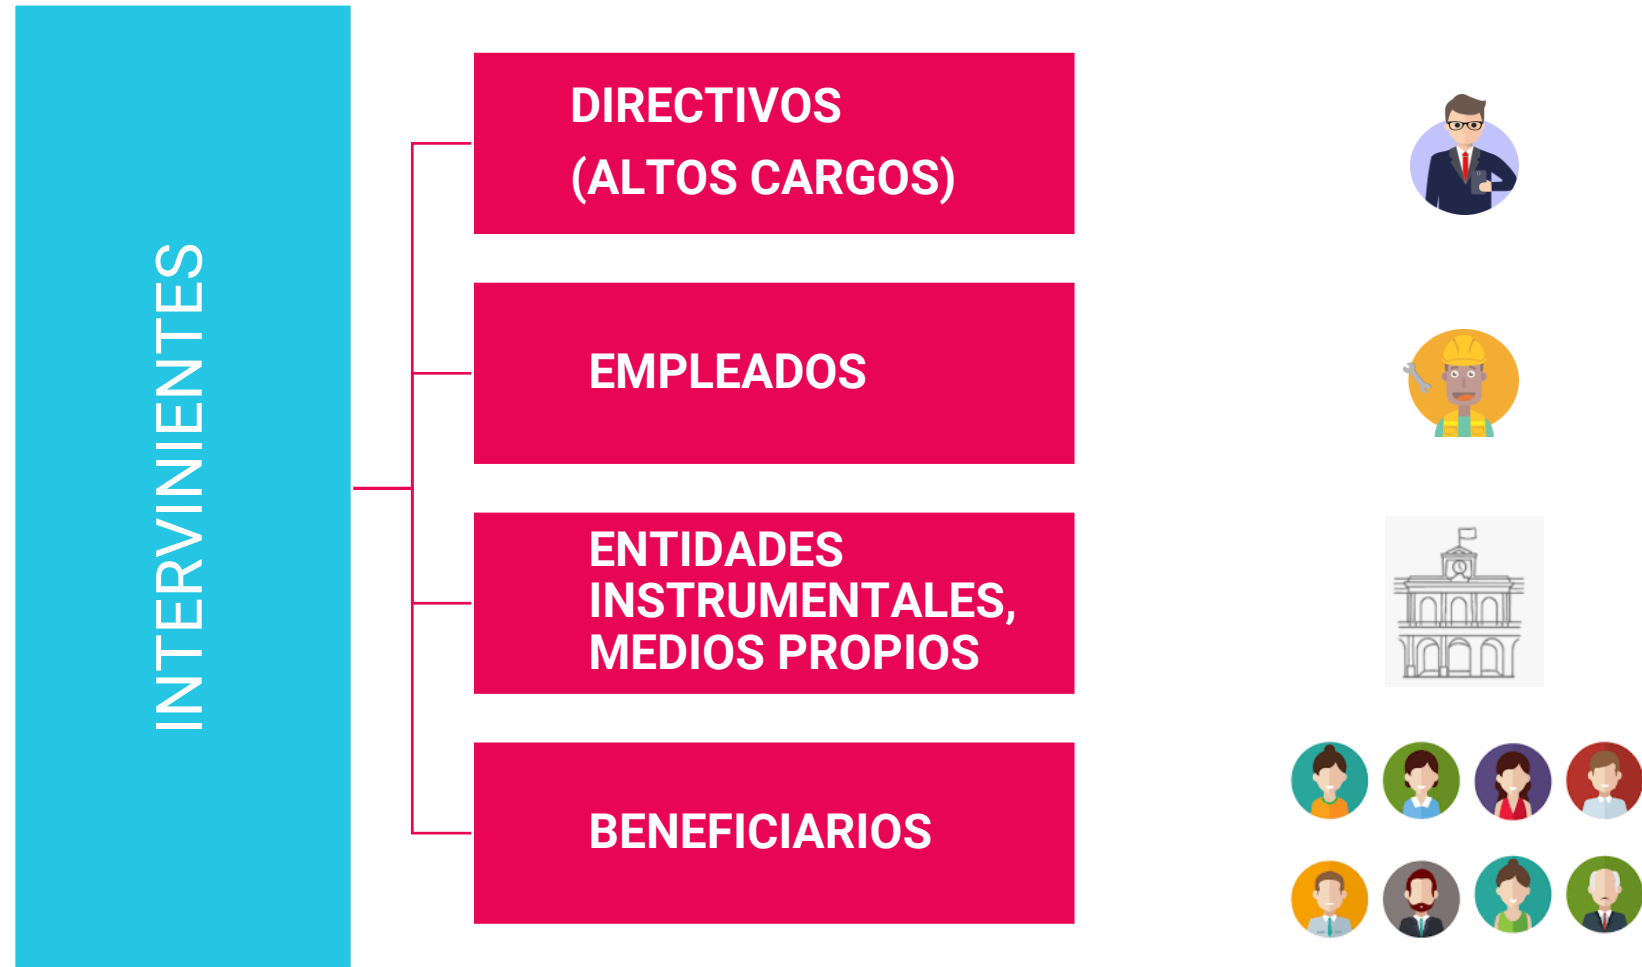 INTERVINIENTES
DIRECTIVOS
(ALTOS CARGOS)
EMPLEADOS
ENTIDADES
INSTRUMENTALES,
MEDIOS PROPIOS
BENEFICIARIOS